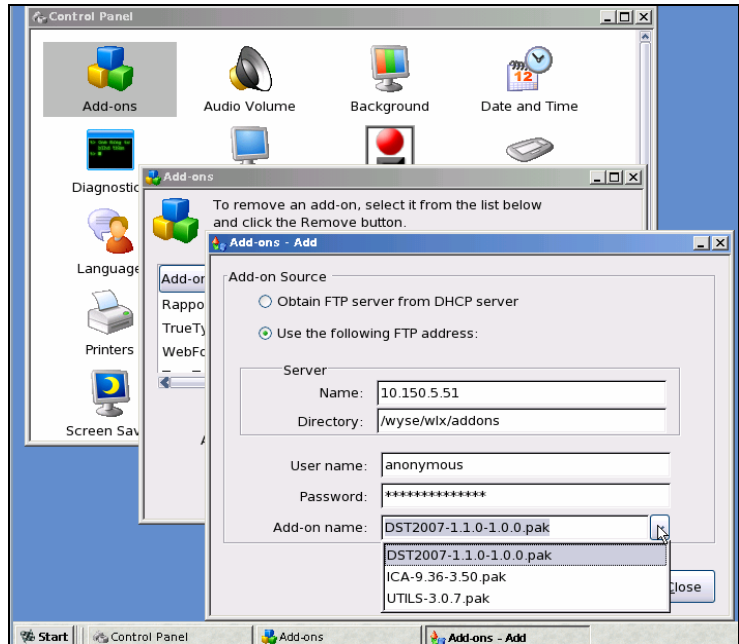 Control Panel
Add-ons
Audio Volume
Background
Date and Time
12
Diagnostic
Language
Printers
Screen Sav
Add-ons
To remove an add-on, select it from the list below
and click the Remove button.
Add-or
Rappo
TrueTy
WebFo
Add-ons - Add
Add-on Source
Obtain FTP server from DHCP server
Use the following FTP address:
Server
Name: 10.150.5.51
Directory: /wyse/wlx/addons
User name: anonymous
Password: **************
Add-on name: DST2007-1.1.0-1.0.0.pak
DST2007-1.1.0-1.0.0.pak
ICA-9.36-3.50.pak
UTILS-3.0.7.pak
Close
Start
Control Panel
Add-ons
Add-ons - Add